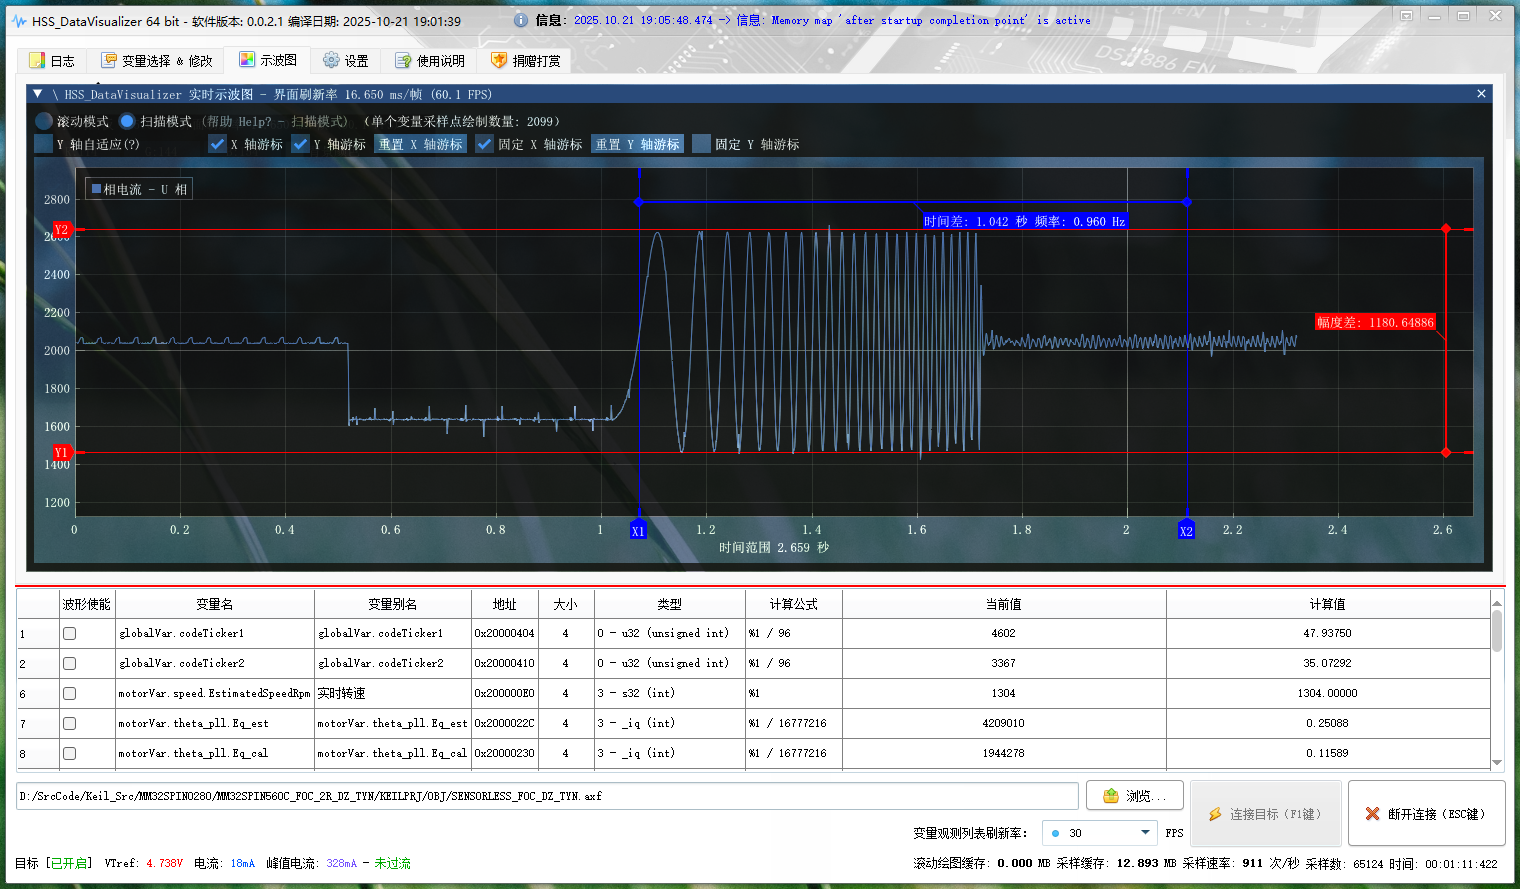 HSS_DataVisualizer 64 bit - 软件版本: 0.0.2.1 编译日期: 2025-10-21 19:01:39
信息: 2025.10.21 19:05:48.474 -> 信息: Memory map 'after startup completion point' is active
日志 变量选择 & 修改 示波图 设置 使用说明 捐赠打赏
\ HSS_DataVisualizer 实时示波图 - 界面刷新率 16.650 ms/帧 (60.1 FPS)
滚动模式 扫描模式 (帮助 Help? - 扫描模式) (单个变量采样点绘制数量: 2099)
Y 轴自适应(?) X 轴游标 Y 轴游标 重置 X 轴游标 固定 X 轴游标 重置 Y 轴游标 固定 Y 轴游标
相电流 - U 相
2800
Y2
2600
2400
2200
2000
1800
1600
Y1
1400
1200
时间差: 1.042 秒 频率: 0.960 Hz
幅度差: 1180.64886
0 0.2 0.4 0.6 0.8 1 X1 1.2 1.4 1.6 1.8 2 X2 2.2 2.4 2.6
时间范围 2.659 秒
波形使能 变量名 变量别名 地址 大小 类型 计算公式 当前值 计算值
1 globalVar.codeTicker1 globalVar.codeTicker1 0x20000404 4 0 - u32 (unsigned int) %1 / 96 4602 47.93750
2 globalVar.codeTicker2 globalVar.codeTicker2 0x20000410 4 0 - u32 (unsigned int) %1 / 96 3367 35.07292
6 motorVar.speed.EstimatedSpeedRpm 实时转速 0x200000E0 4 3 - s32 (int) %1 1304 1304.00000
7 motorVar.theta_pll.Eq_est motorVar.theta_pll.Eq_est 0x2000022C 4 3 - _iq (int) %1 / 16777216 4209010 0.25088
8 motorVar.theta_pll.Eq_cal motorVar.theta_pll.Eq_cal 0x20000230 4 3 - _iq (int) %1 / 16777216 1944278 0.11589
D:/SrcCode/Keil_Src/MM32SPIN0280/MM32SPIN560C_FOC_2R_DZ_TYN/KEILPRJ/OBJ/SENSORLESS_FOC_DZ_TYN.axf
浏览... 连接目标 (F1键) 断开连接 (ESC键)
变量观测列表刷新率: 30 FPS
目标 [已开启] VTref: 4.738V 电流: 18mA 峰值电流: 328mA - 未过流
滚动绘图缓存: 0.000 MB 采样缓存: 12.893 MB 采样速率: 911 次/秒 采样数: 65124 时间: 00:01:11:422